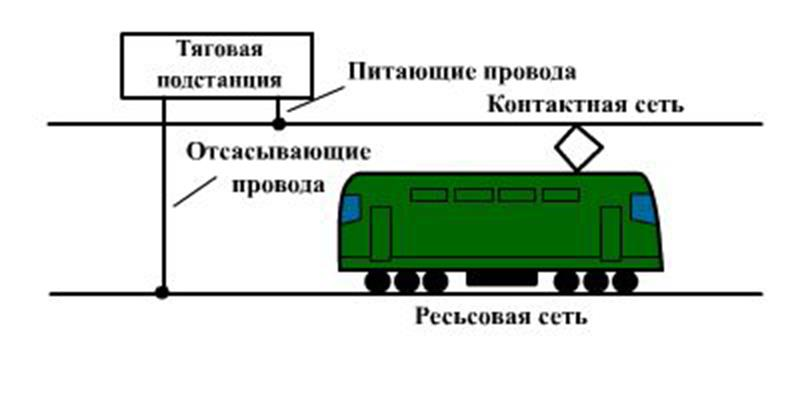 Тяговая
подстанция
Питающие провода
Контактная сеть
Отсасывающие
провода
Ресьсовая сеть